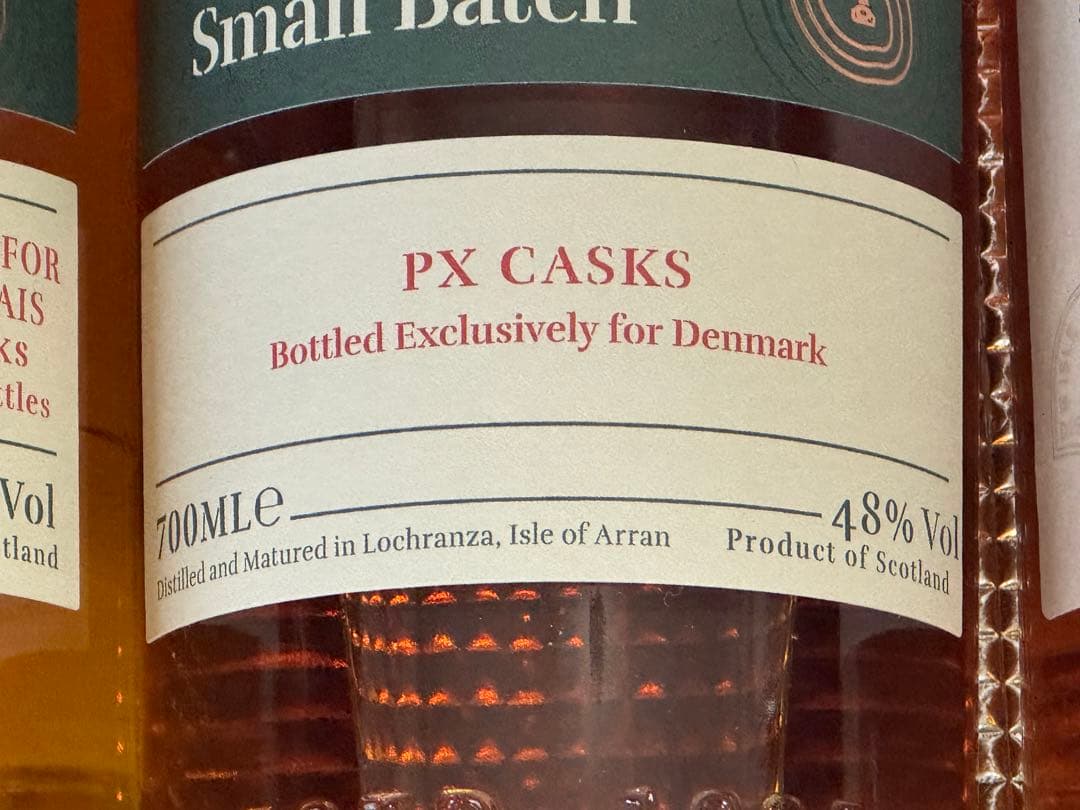 Small Batch
PX CASKS
Bottled Exclusively for Denmark
700MLe
48% Vol
Distilled and Matured in Lochranza, Isle of Arran
Product of Scotland
FOR
AIS
KS
ttles
Vol
tland